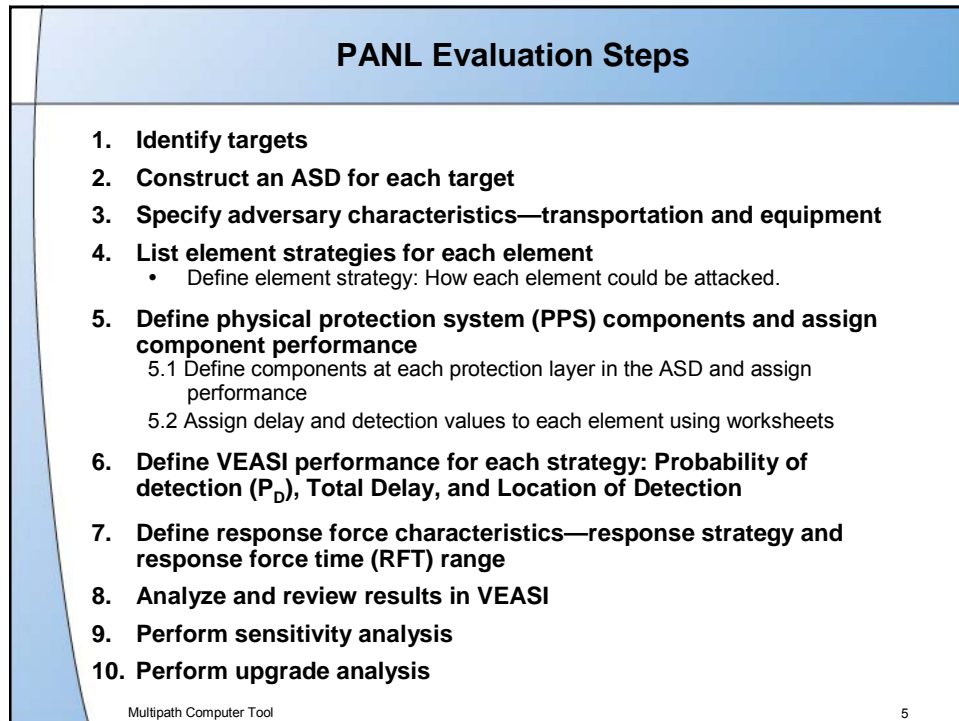 PANL Evaluation Steps
1. Identify targets
2. Construct an ASD for each target
3. Specify adversary characteristics—transportation and equipment
4. List element strategies for each element
• Define element strategy: How each element could be attacked.
5. Define physical protection system (PPS) components and assign
component performance
5.1 Define components at each protection layer in the ASD and assign
performance
5.2 Assign delay and detection values to each element using worksheets
6. Define VEASI performance for each strategy: Probability of
detection (PD), Total Delay, and Location of Detection
7. Define response force characteristics—response strategy and
response force time (RFT) range
8. Analyze and review results in VEASI
9. Perform sensitivity analysis
10. Perform upgrade analysis
Multipath Computer Tool 5